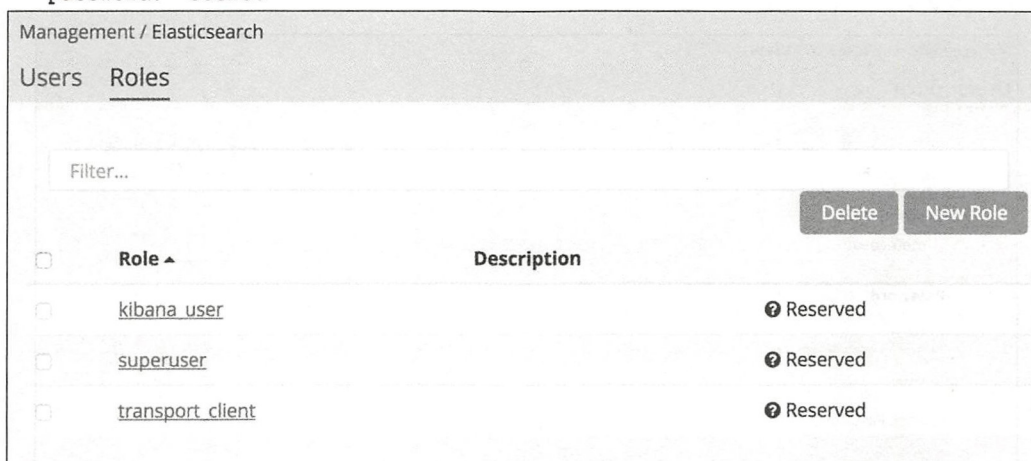 Management / Elasticsearch
Users Roles
Filter...
Delete New Role
Role Description
kibana_user Reserved
superuser Reserved
transport_client Reserved